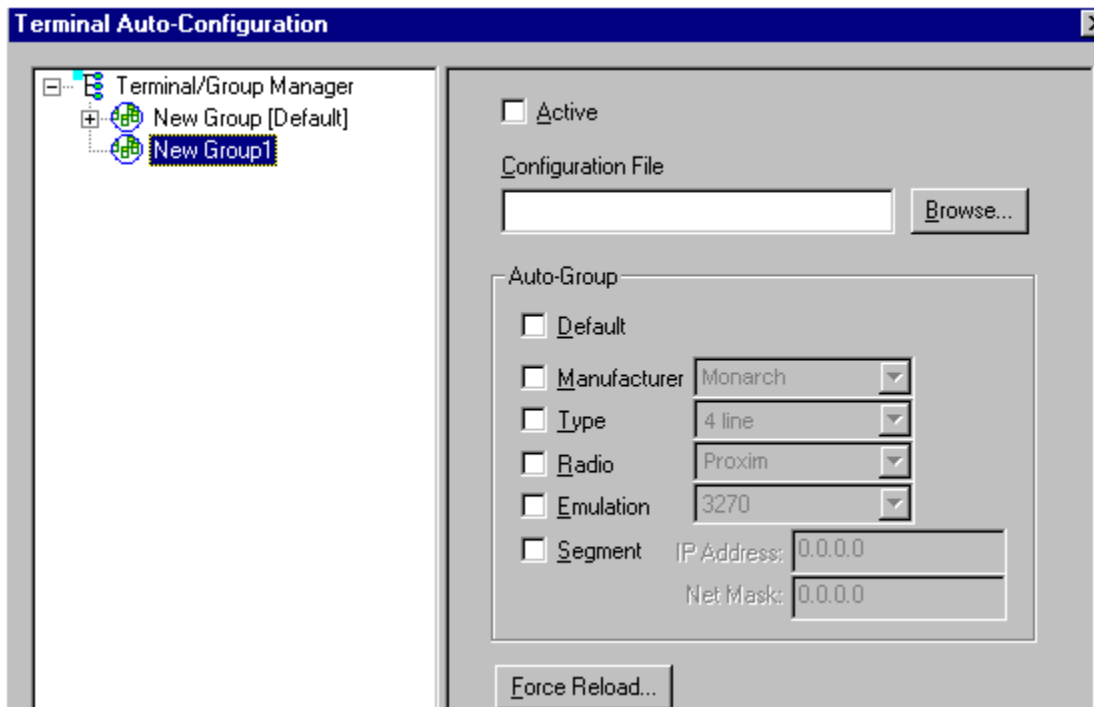 Terminal Auto-Configuration
Terminal/Group Manager
New Group [Default]
New Group1
Active
Configuration File
Browse...
Auto-Group
Default
Manufacturer Monarch
Type 4 line
Radio Proxim
Emulation 3270
Segment IP Address: 0.0.0.0
Net Mask: 0.0.0.0
Force Reload...